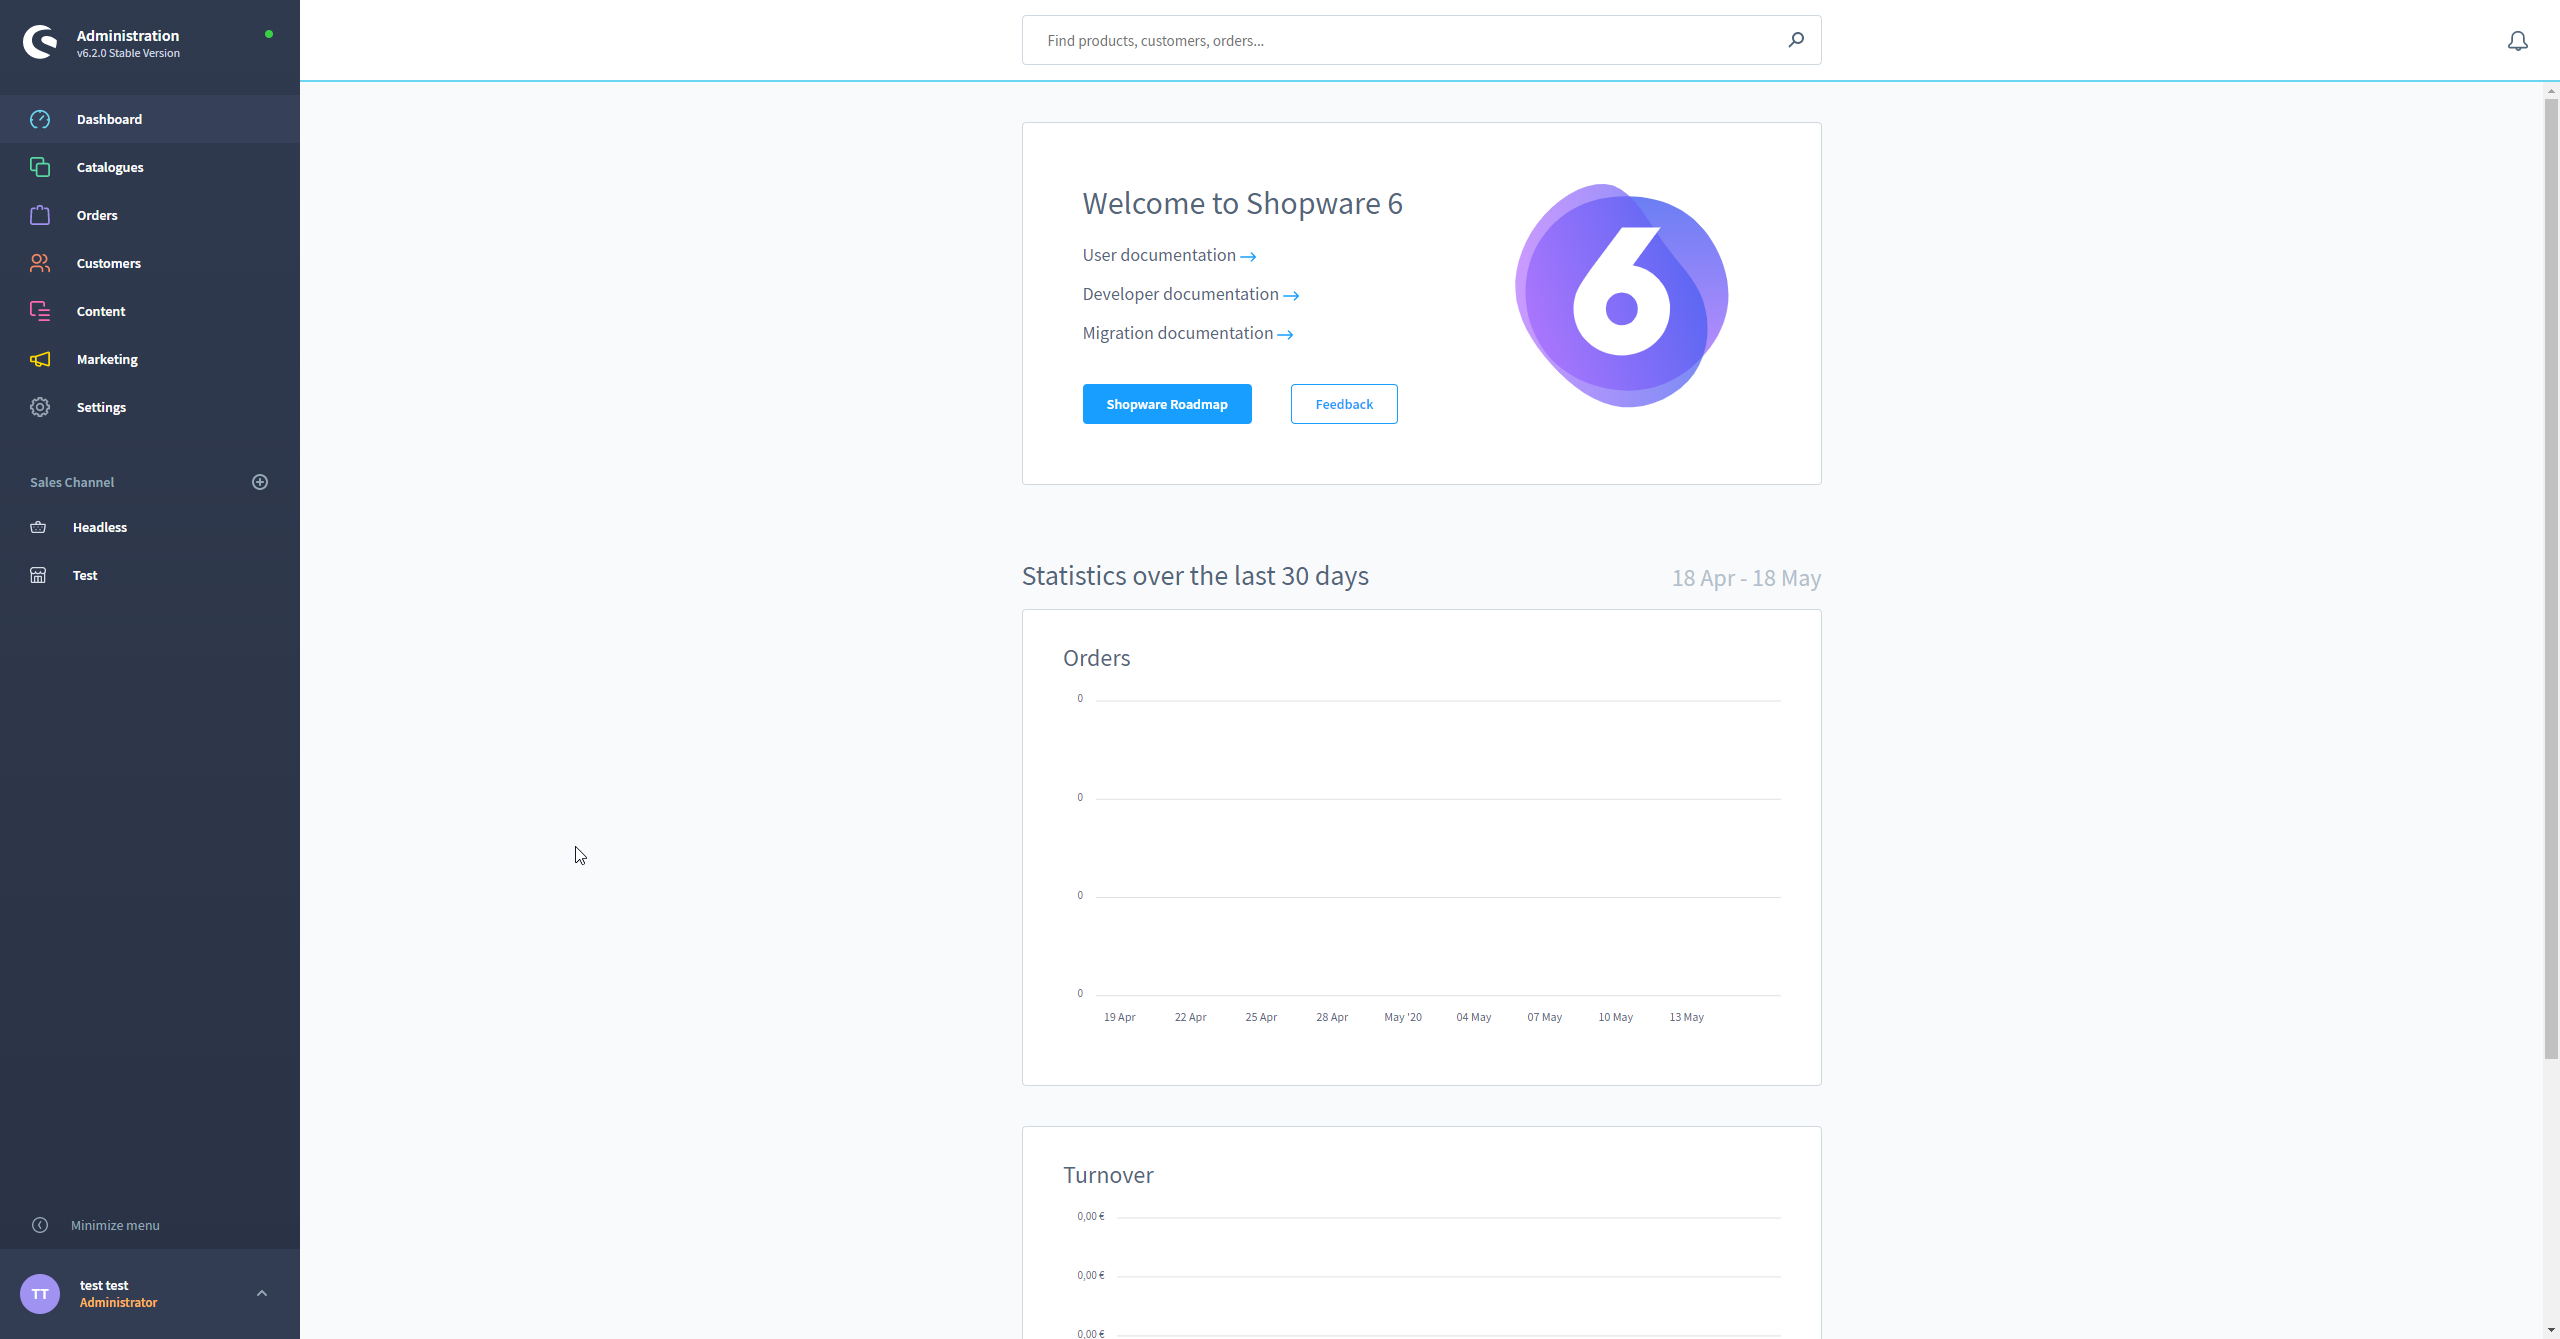 Administration
v6.2.0 Stable Version
Dashboard
Catalogues
Orders
Customers
Content
Marketing
Settings
Sales Channel
Headless
Test
Minimize menu
TT
test test
Administrator
Find products, customers, orders...
Welcome to Shopware 6
User documentation
Developer documentation
Migration documentation
Shopware Roadmap Feedback
6
Statistics over the last 30 days 18 Apr - 18 May
Orders
0
0
0
0
19 Apr 22 Apr 25 Apr 28 Apr May '20 04 May 07 May 10 May 13 May
Turnover
0,00 €
0,00 €
0,00 €